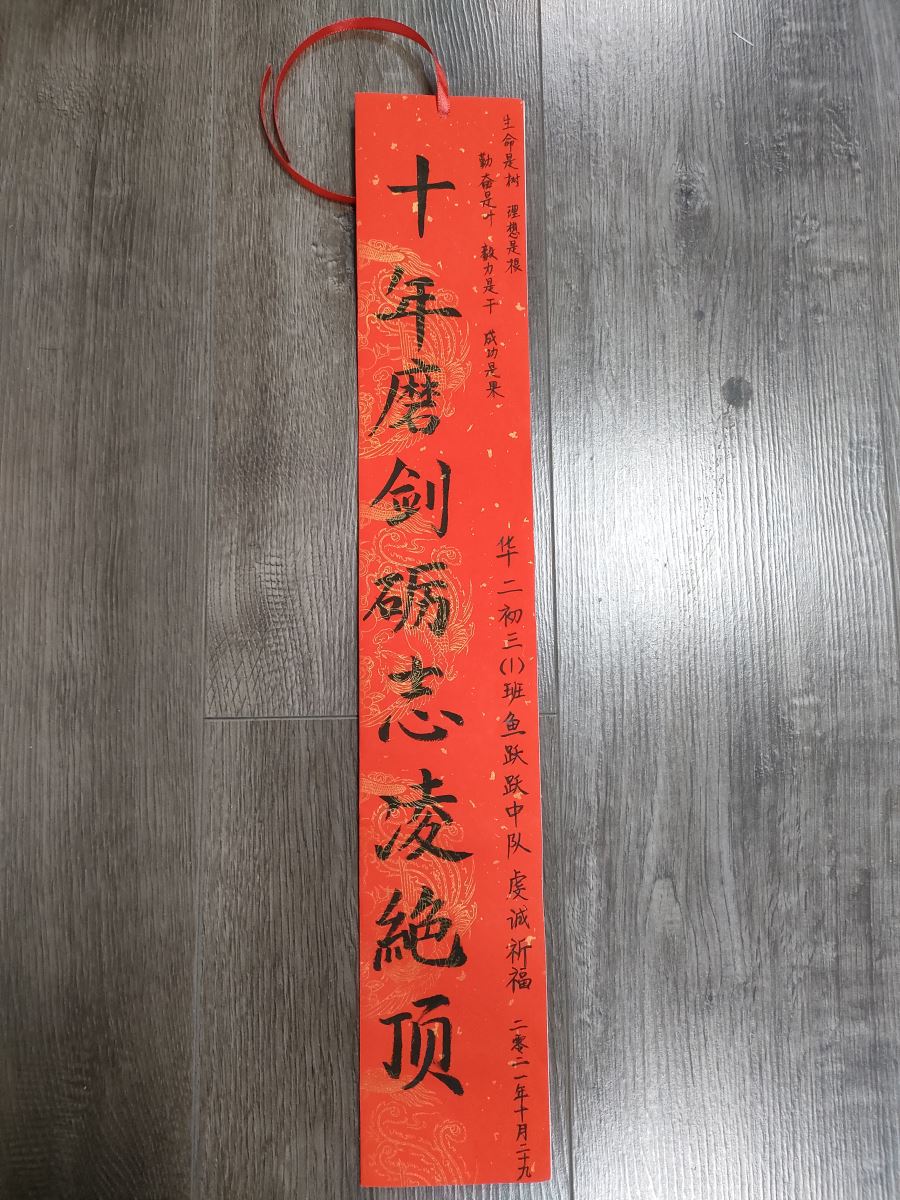 生命是树 理想是根
勤奋是叶 毅力是干 成功是果
十年磨剑砺志凌絶顶
华二初三(1)班鱼跃跃中队虔诚祈福 二零二一年十月二十九